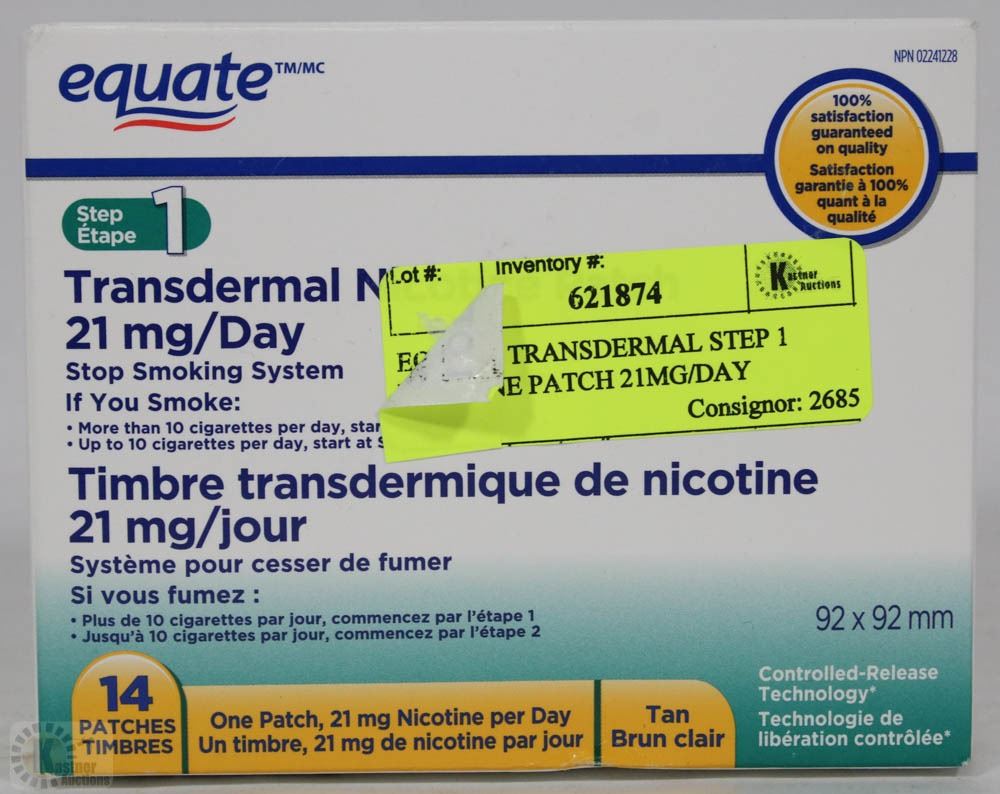 equate TM/MC
NPN 02241228
100%
satisfaction
guaranteed
on quality
Satisfaction
garantie à 100%
quant à la
qualité
Step
Étape
1
Transdermal
21 mg/Day
Stop Smoking System
If You Smoke:
• More than 10 cigarettes per day,
• Up to 10 cigarettes per day, start at
Lot #:
Inventory #:
621874
Kastner
Auctions
TRANSDERMAL STEP 1
PATCH 21MG/DAY
Consignor: 2685
Timbre transdermique de nicotine
21 mg/jour
Système pour cesser de fumer
Si vous fumez :
• Plus de 10 cigarettes par jour, commencez par l'étape 1
• Jusqu'à 10 cigarettes par jour, commencez par l'étape 2
92 x 92 mm
14
PATCHES
TIMBRES
One Patch, 21 mg Nicotine per Day
Un timbre, 21 mg de nicotine par jour
Tan
Brun clair
Controlled-Release
Technology*
Technologie de
libération contrôlée*
Kastner
Auctions